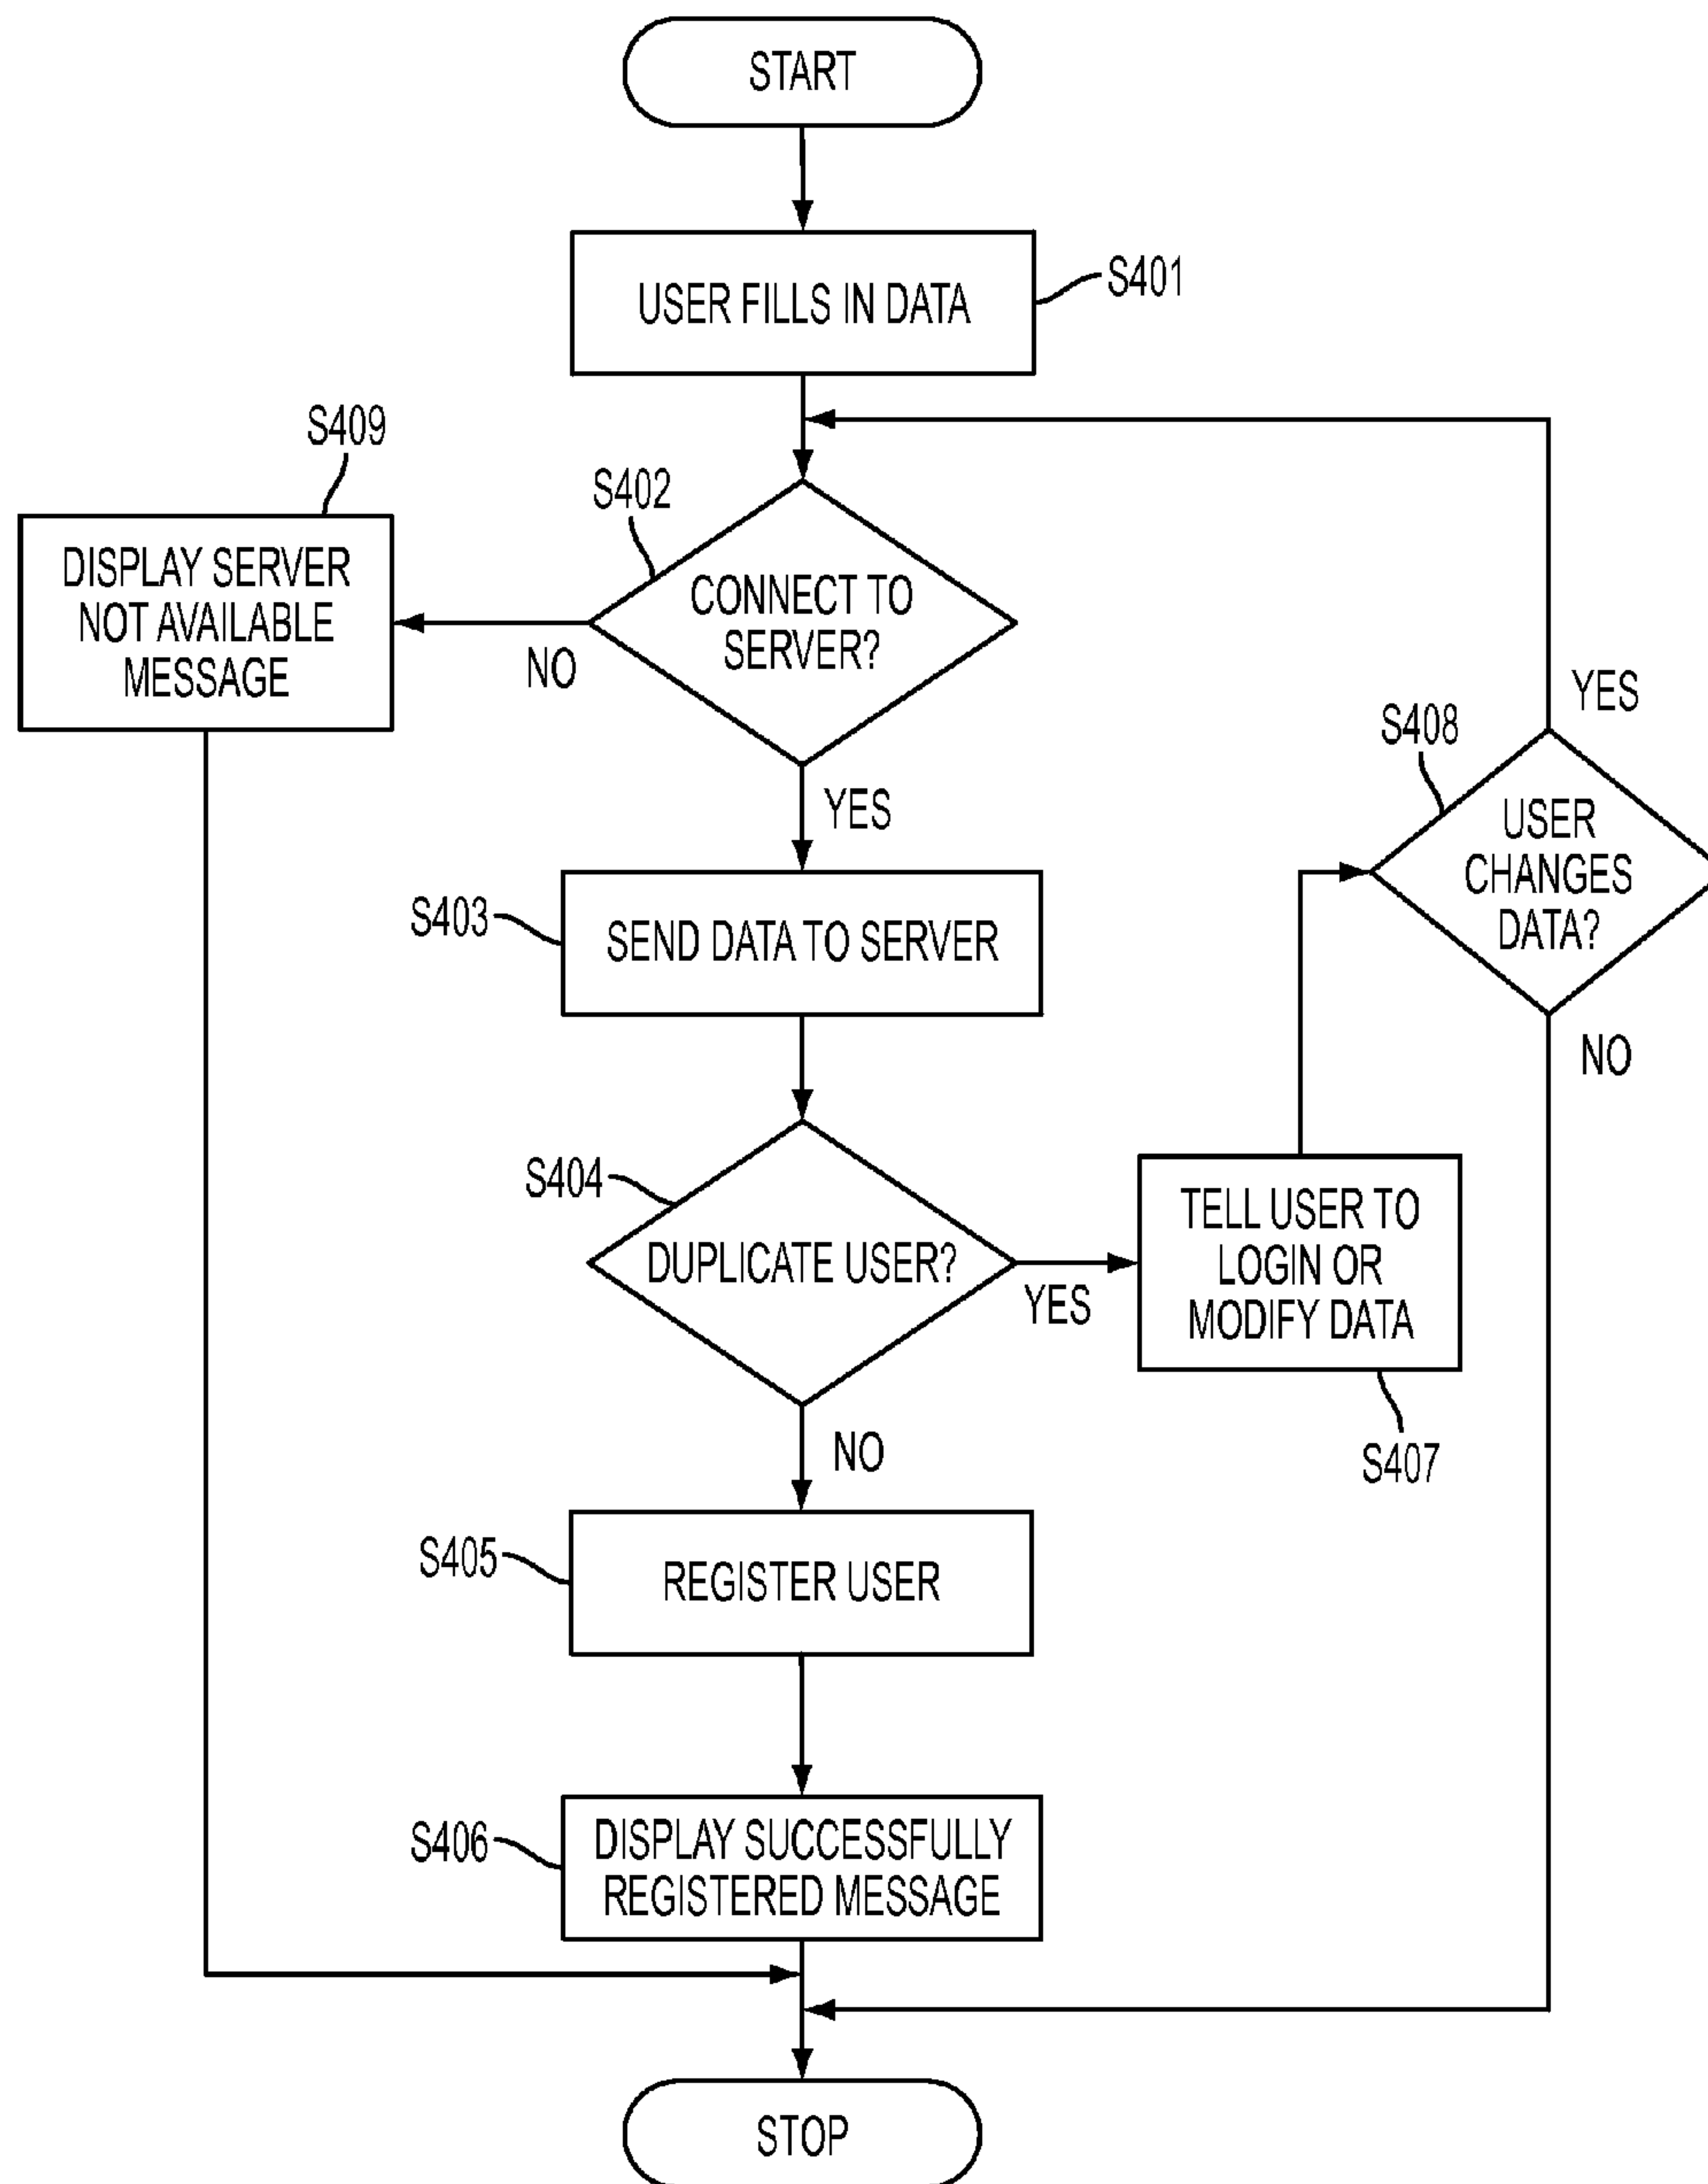 START
USER FILLS IN DATA
S401
S409
S402
DISPLAY SERVER
NOT AVAILABLE
MESSAGE
CONNECT TO
SERVER?
NO
YES
S408
YES
USER
CHANGES
DATA?
NO
S403
SEND DATA TO SERVER
S404
DUPLICATE USER?
YES
TELL USER TO
LOGIN OR
MODIFY DATA
S407
NO
S405
REGISTER USER
S406
DISPLAY SUCCESSFULLY
REGISTERED MESSAGE
STOP